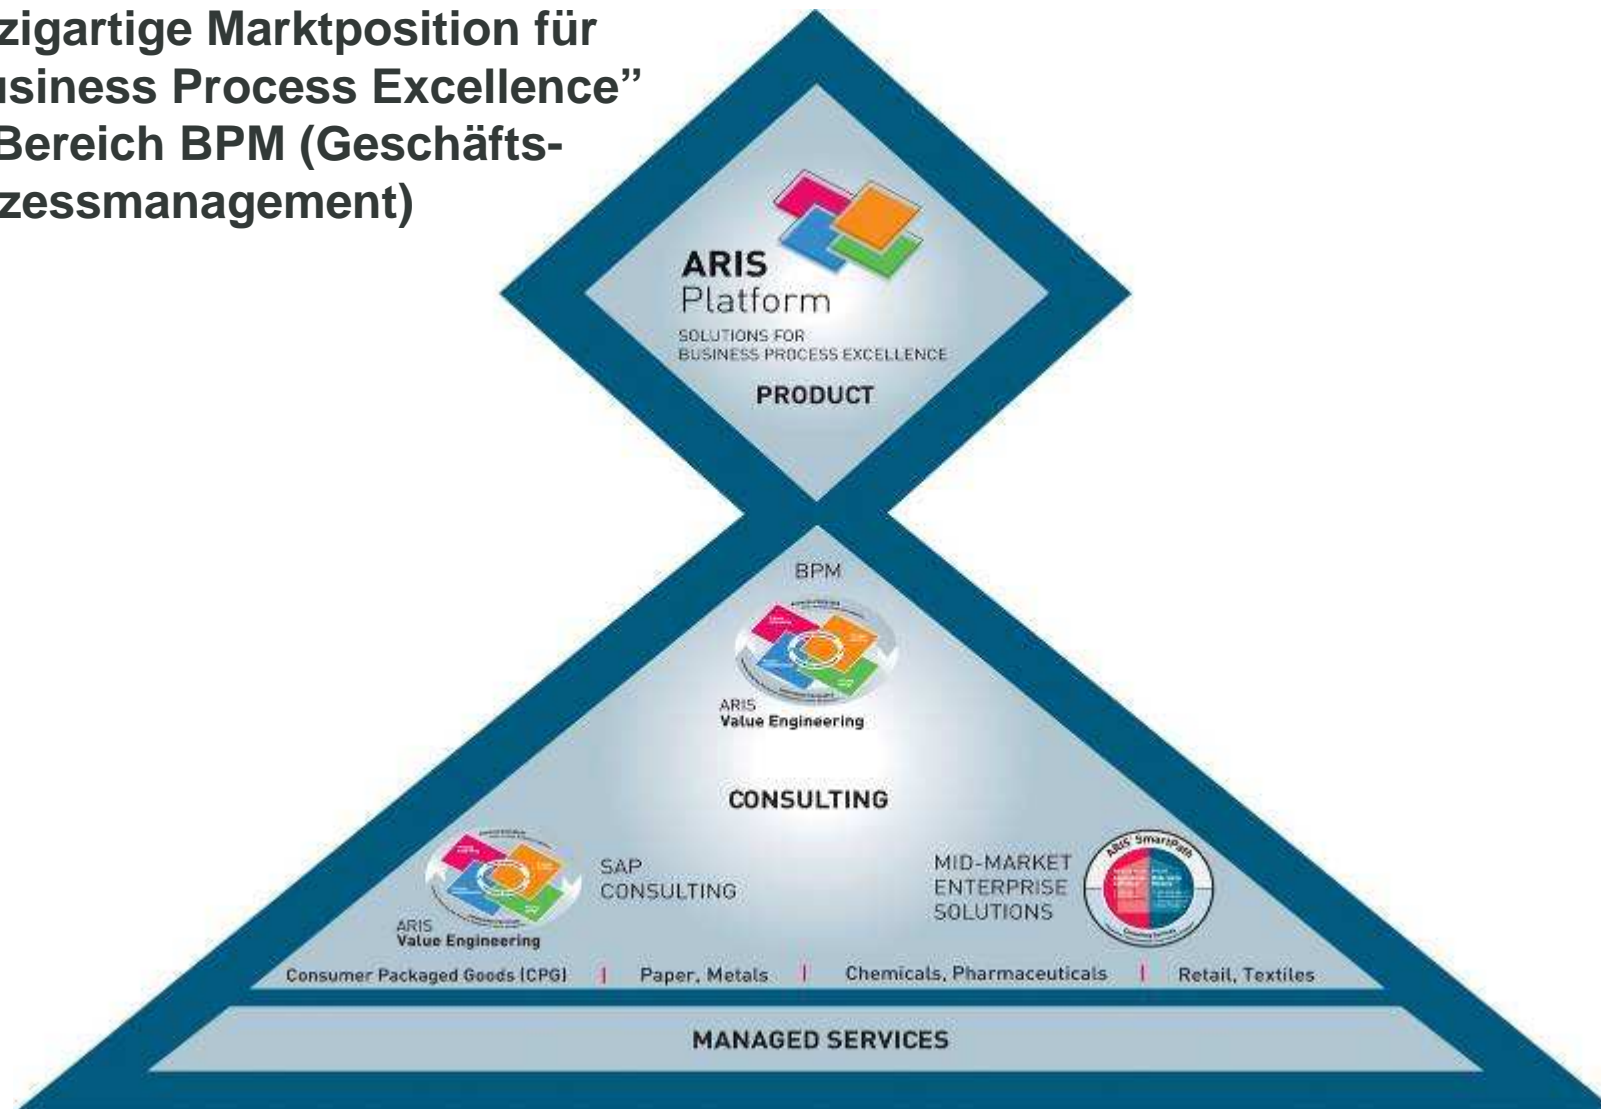 zigartige Marktposition für
usiness Process Excellence”
Bereich BPM (Geschäfts-
zessmanagement)
ARIS
Platform
SOLUTIONS FOR
BUSINESS PROCESS EXCELLENCE
PRODUCT
BPM
ARIS
Value Engineering
CONSULTING
SAP
CONSULTING
ARIS
Value Engineering
MID-MARKET
ENTERPRISE
SOLUTIONS
ARIS SmartPath
Consumer Packaged Goods (CPG) | Paper, Metals | Chemicals, Pharmaceuticals | Retail, Textiles
MANAGED SERVICES